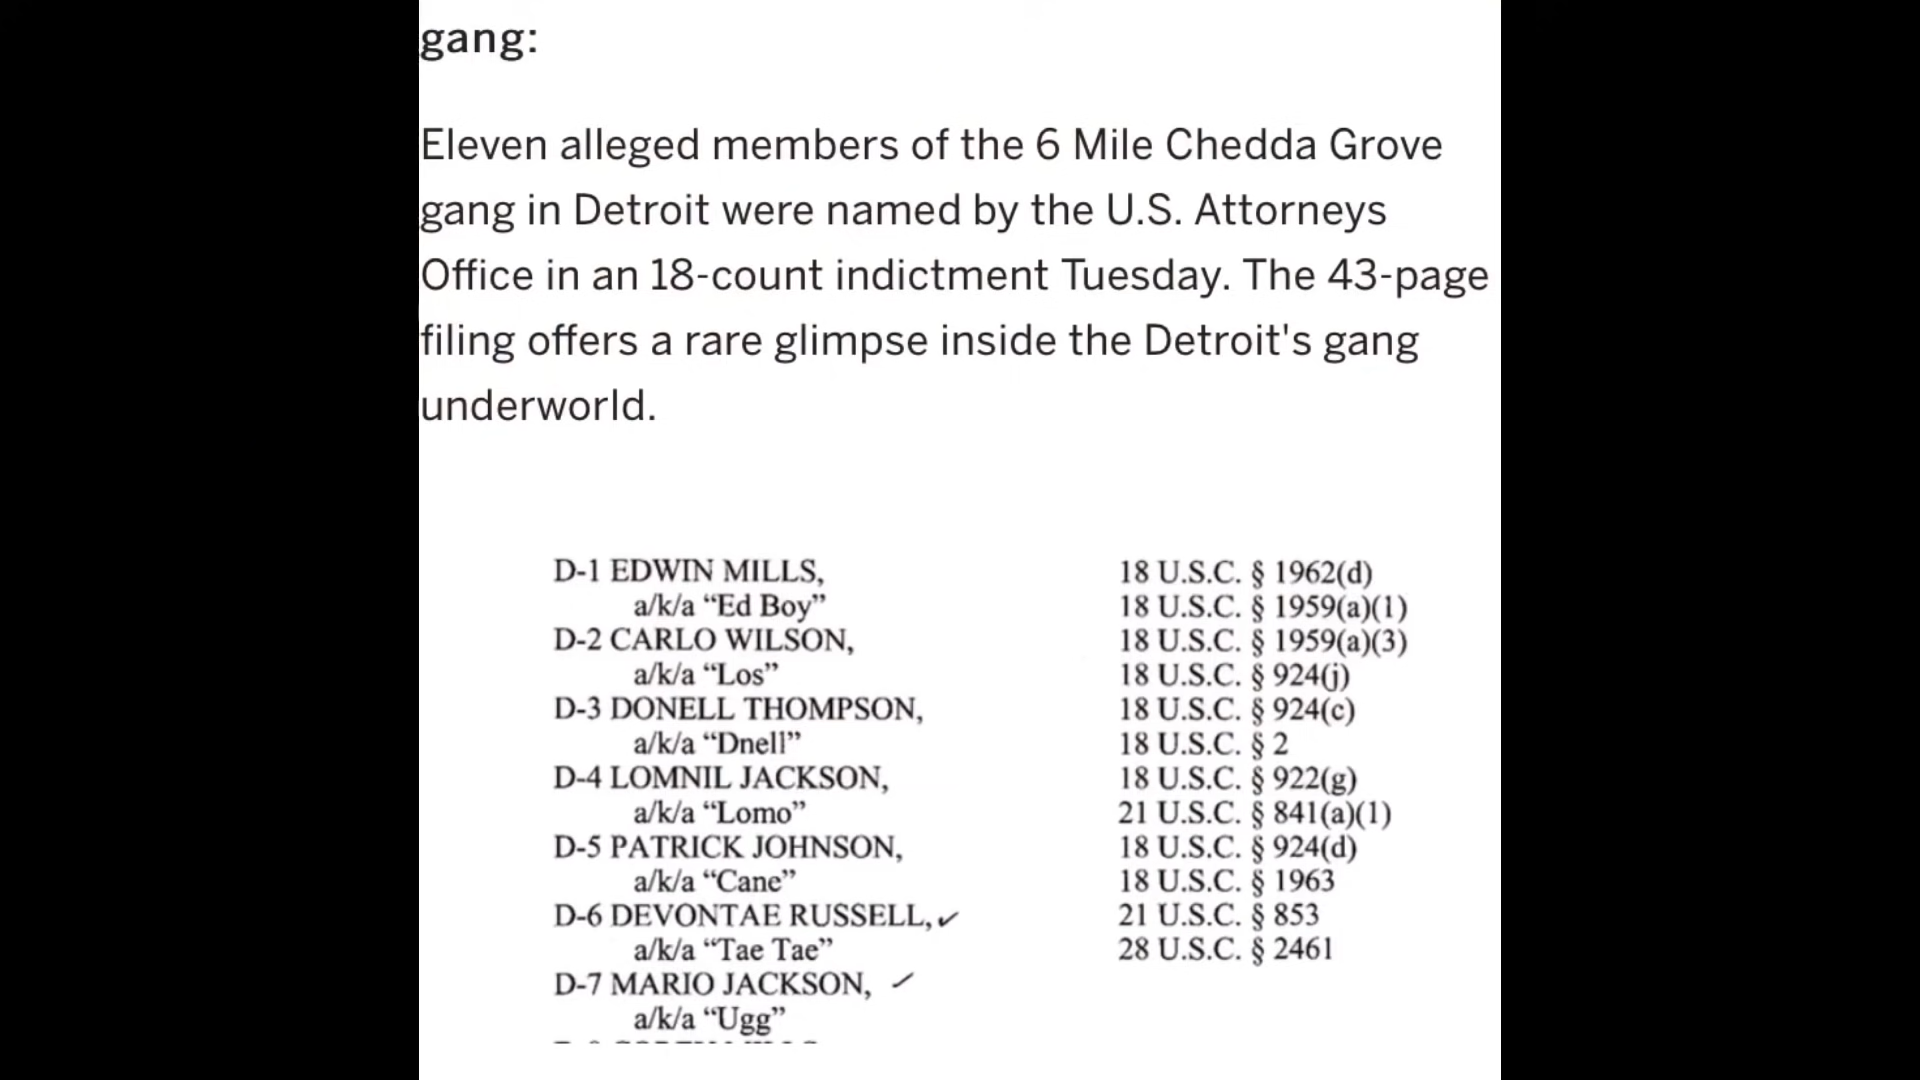 gang:
Eleven alleged members of the 6 Mile Chedda Grove
gang in Detroit were named by the U.S. Attorneys
Office in an 18-count indictment Tuesday. The 43-page
filing offers a rare glimpse inside the Detroit's gang
underworld.
D-1 EDWIN MILLS,
a/k/a “Ed Boy”
D-2 CARLO WILSON,
a/k/a “Los”
D-3 DONELL THOMPSON,
a/k/a “Dnell”
D-4 LOMNIL JACKSON,
a/k/a “Lomo”
D-5 PATRICK JOHNSON,
a/k/a “Cane”
D-6 DEVONTAE RUSSELL,
a/k/a “Tae Tae”
D-7 MARIO JACKSON,
a/k/a “Ugg”
18 U.S.C. § 1962(d)
18 U.S.C. § 1959(a)(1)
18 U.S.C. § 1959(a)(3)
18 U.S.C. § 924(j)
18 U.S.C. § 924(c)
18 U.S.C. § 2
18 U.S.C. § 922(g)
21 U.S.C. § 841(a)(1)
18 U.S.C. § 924(d)
18 U.S.C. § 1963
21 U.S.C. § 853
28 U.S.C. § 2461